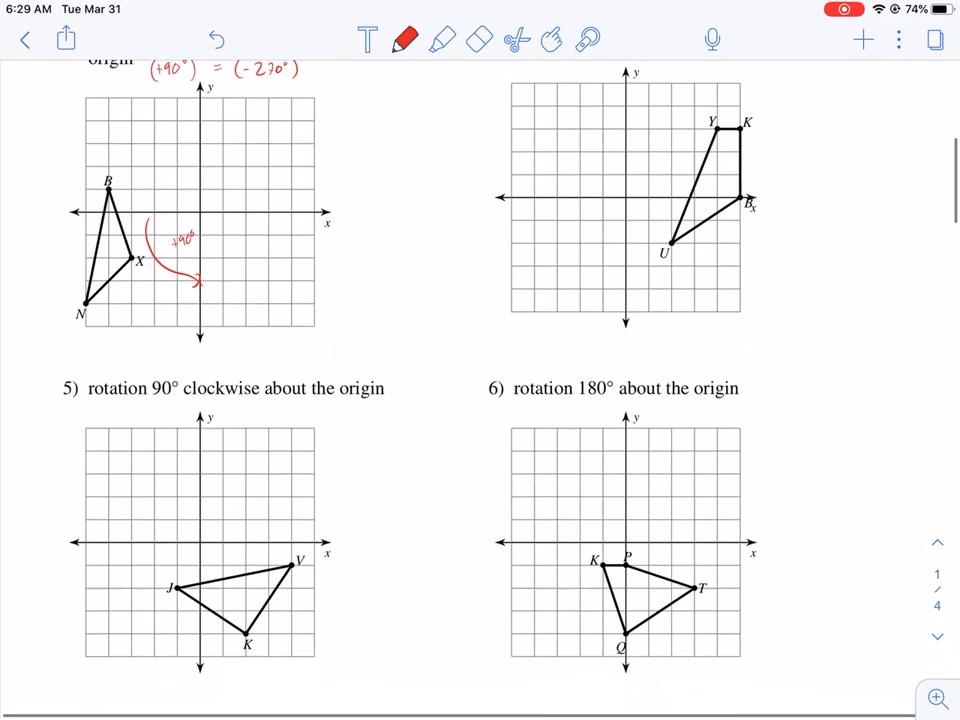 6:29 AM Tue Mar 31
74%
T
origin (+90°) = (-270°)
y
x
B
X
N
+90°
y
x
Y
K
B
U
5) rotation 90° clockwise about the origin
y
x
J
V
K
6) rotation 180° about the origin
y
x
K
P
T
Q
1
/
4